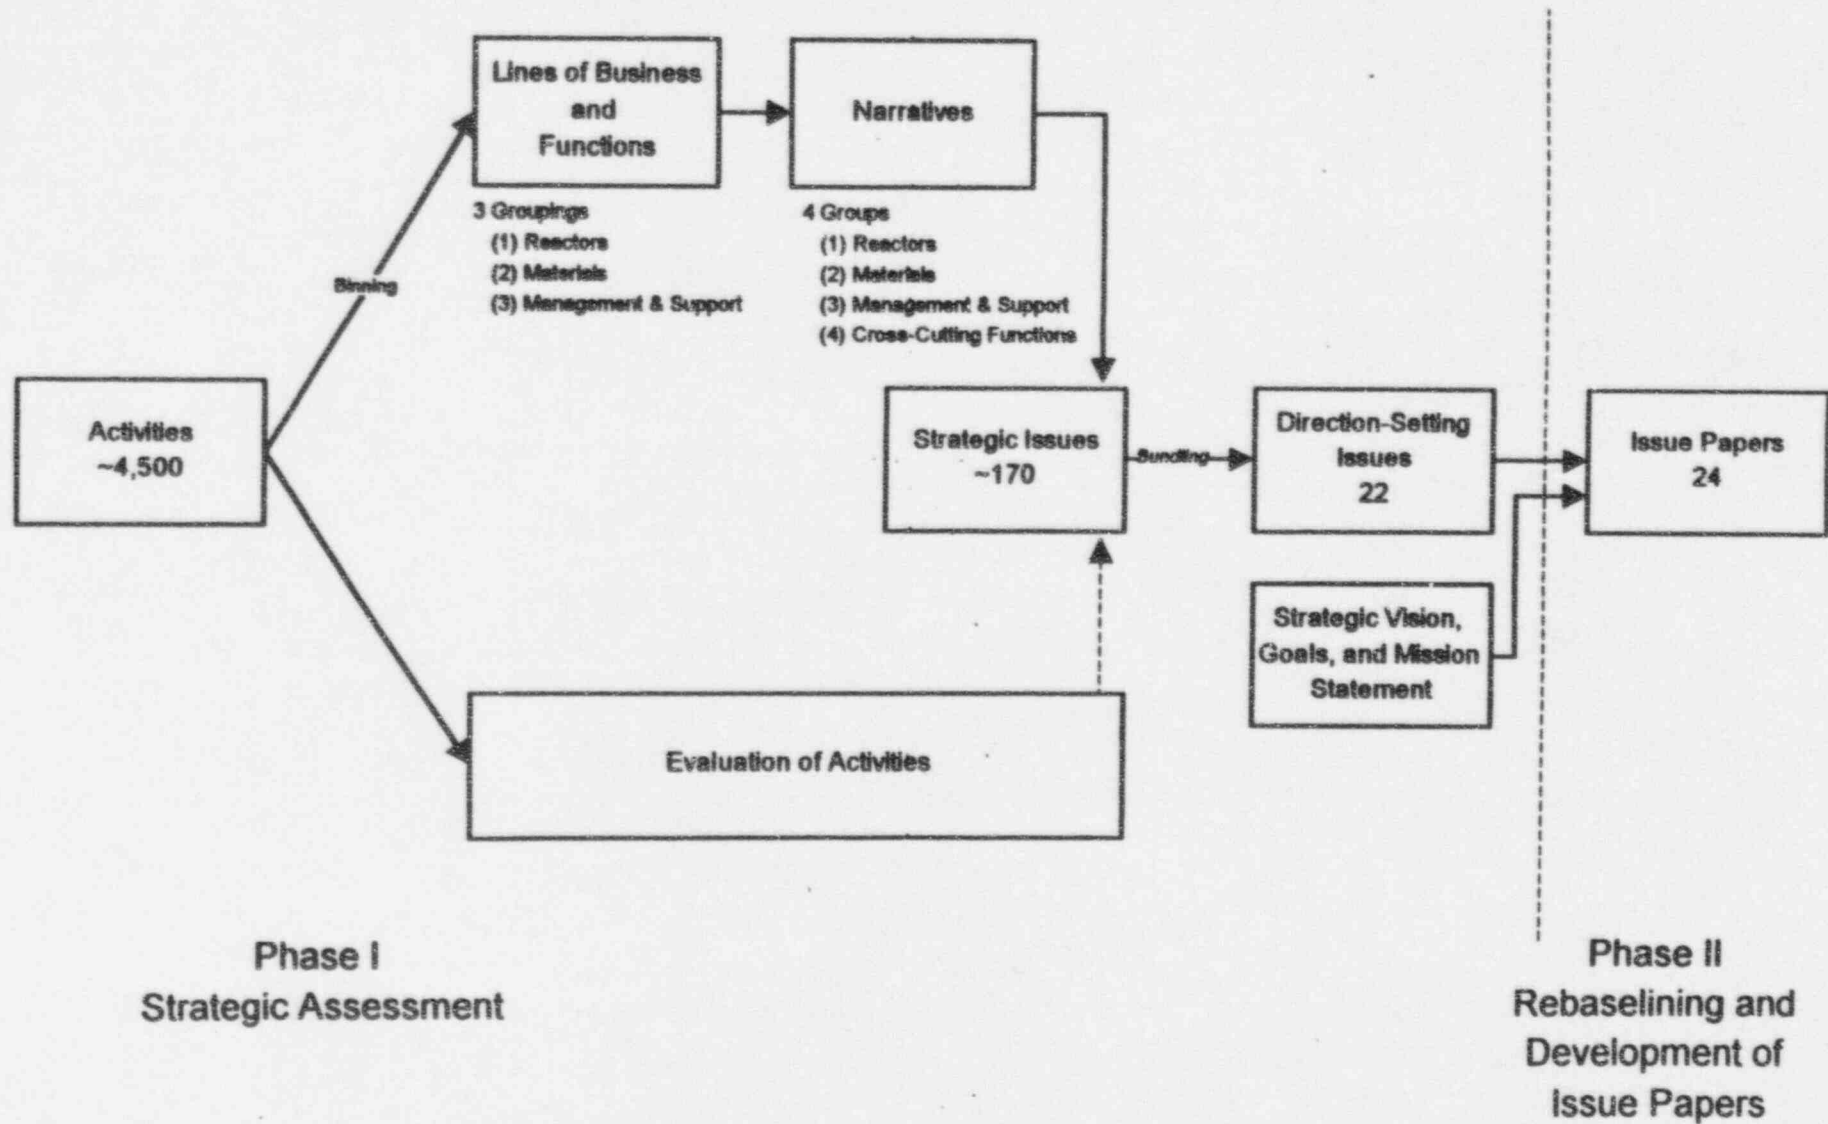 Lines of Business
and
Functions
Narratives
3 Groupings
(1) Reactors
(2) Materials
(3) Management & Support
4 Groups
(1) Reactors
(2) Materials
(3) Management & Support
(4) Cross-Cutting Functions
Binning
Activities
~4,500
Strategic Issues
~170
Bundling
Direction-Setting
Issues
22
Issue Papers
24
Strategic Vision,
Goals, and Mission
Statement
Evaluation of Activities
Phase I
Strategic Assessment
Phase II
Rebaselining and
Development of
Issue Papers